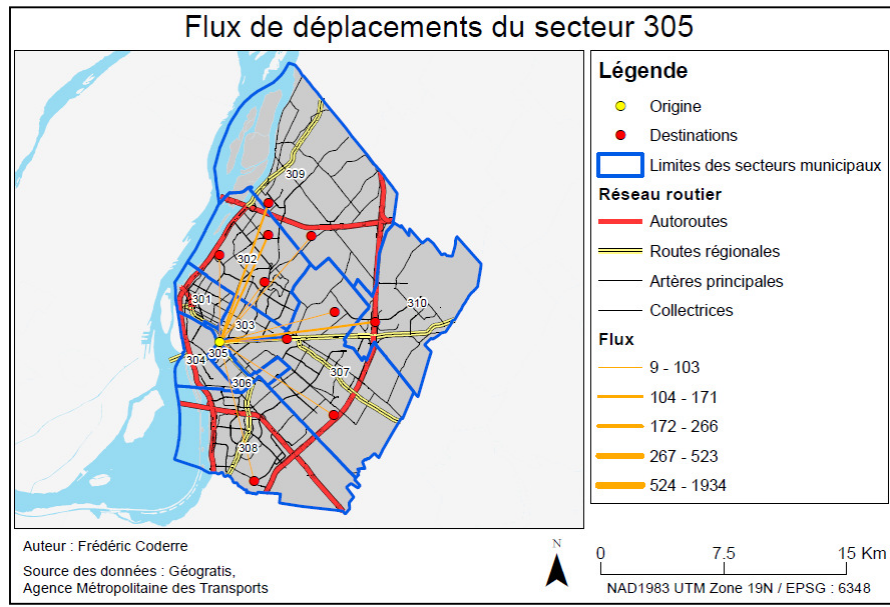 Flux de déplacements du secteur 305
309
302
301
310
303
305
304
307
306
308
Légende
Origine
Destinations
Limites des secteurs municipaux
Réseau routier
Autoroutes
Routes régionales
Artères principales
Collectrices
Flux
9 - 103
104 - 171
172 - 266
267 - 523
524 - 1934
Auteur : Frédéric Coderre
Source des données : Géogratis,
Agence Métropolitaine des Transports
N
0 7.5 15 Km
NAD1983 UTM Zone 19N / EPSG : 6348